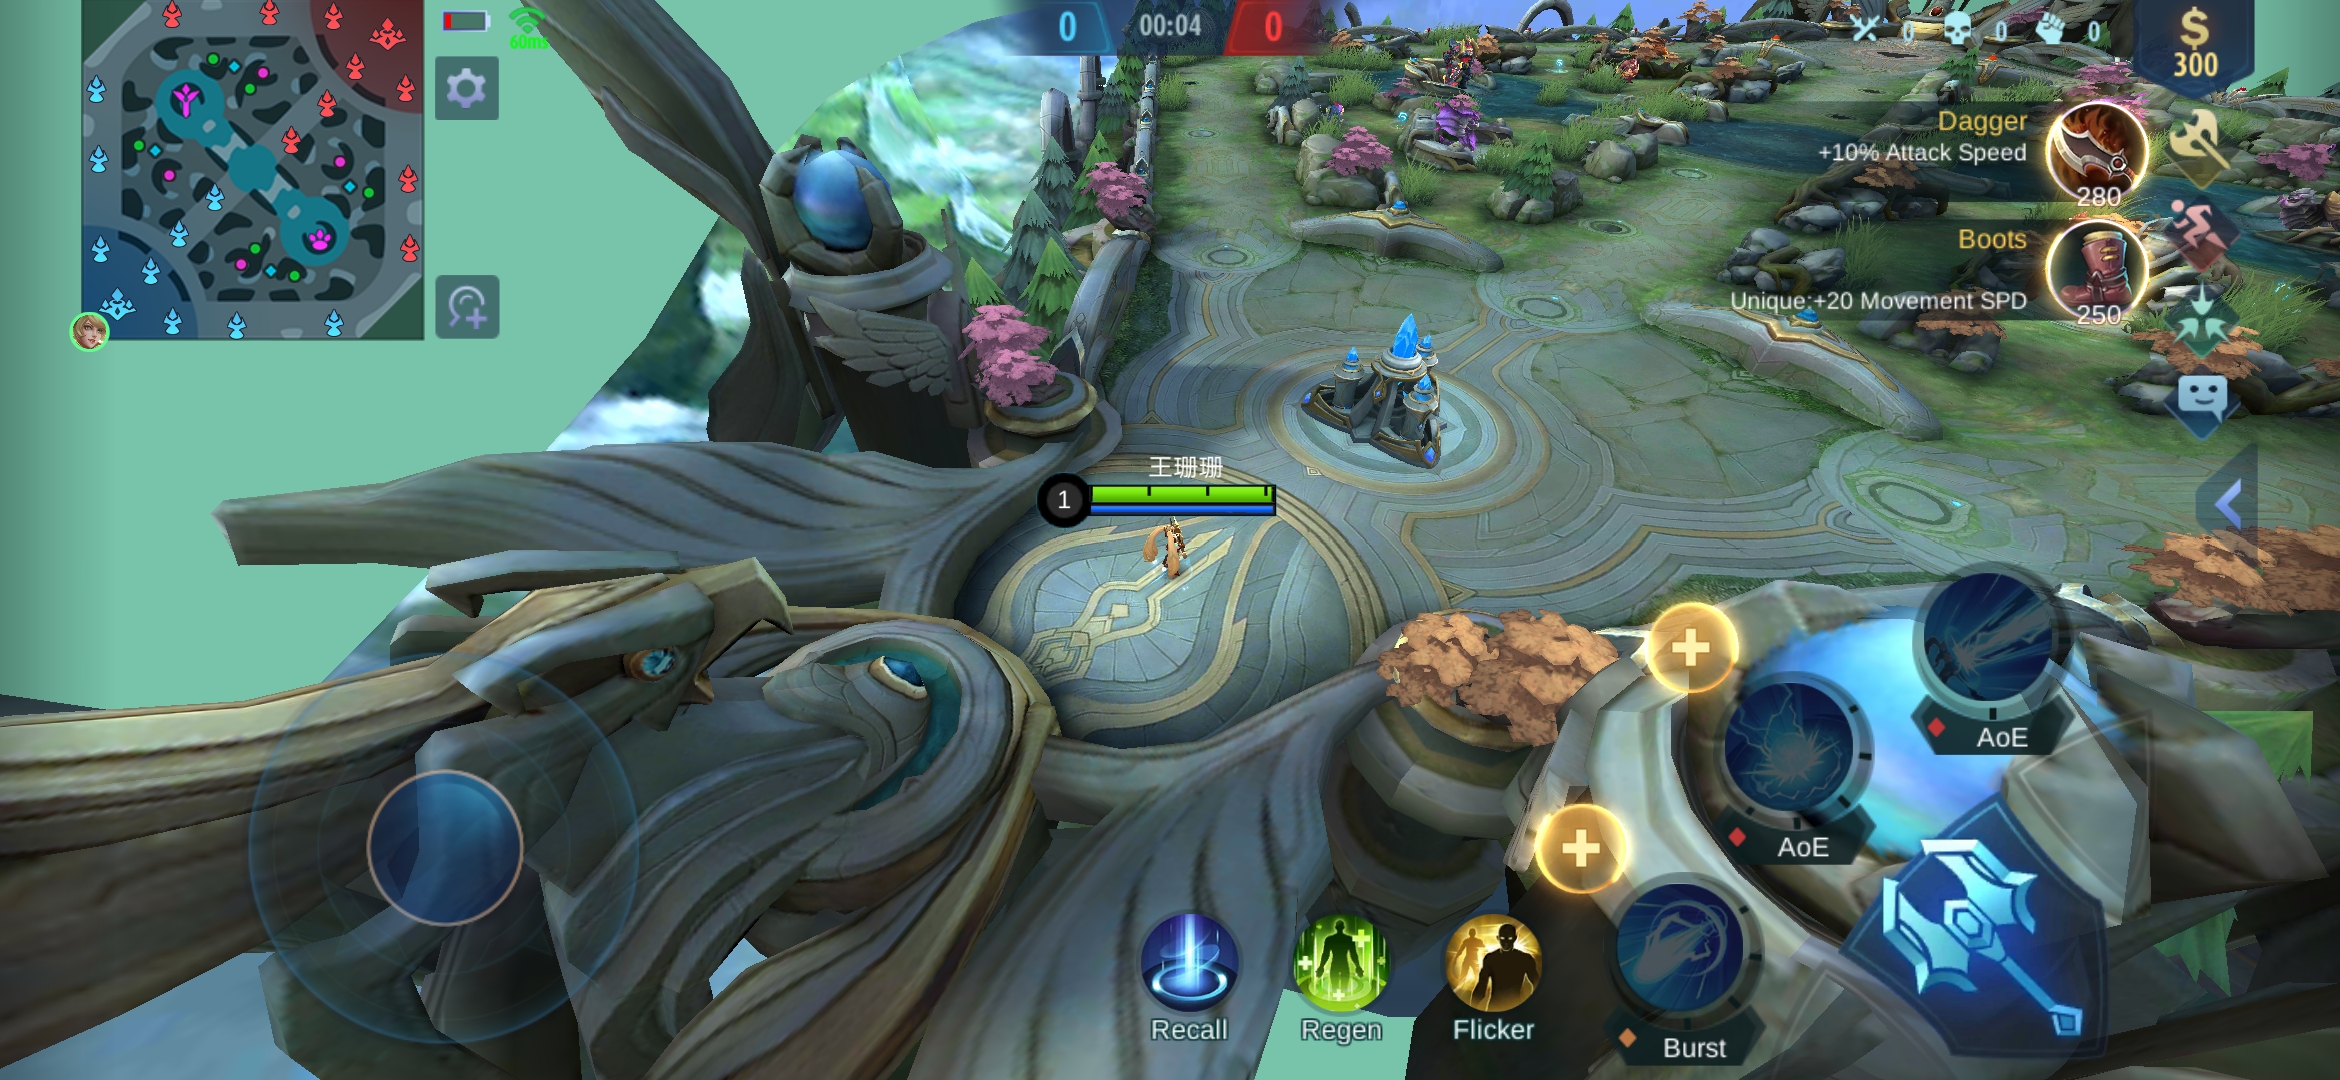 60ms
0
00:04
0
0
0
0
$
300
Dagger
+10% Attack Speed
280
Boots
Unique:+20 Movement SPD
250
王珊珊
1
AoE
AoE
Burst
Recall
Regen
Flicker